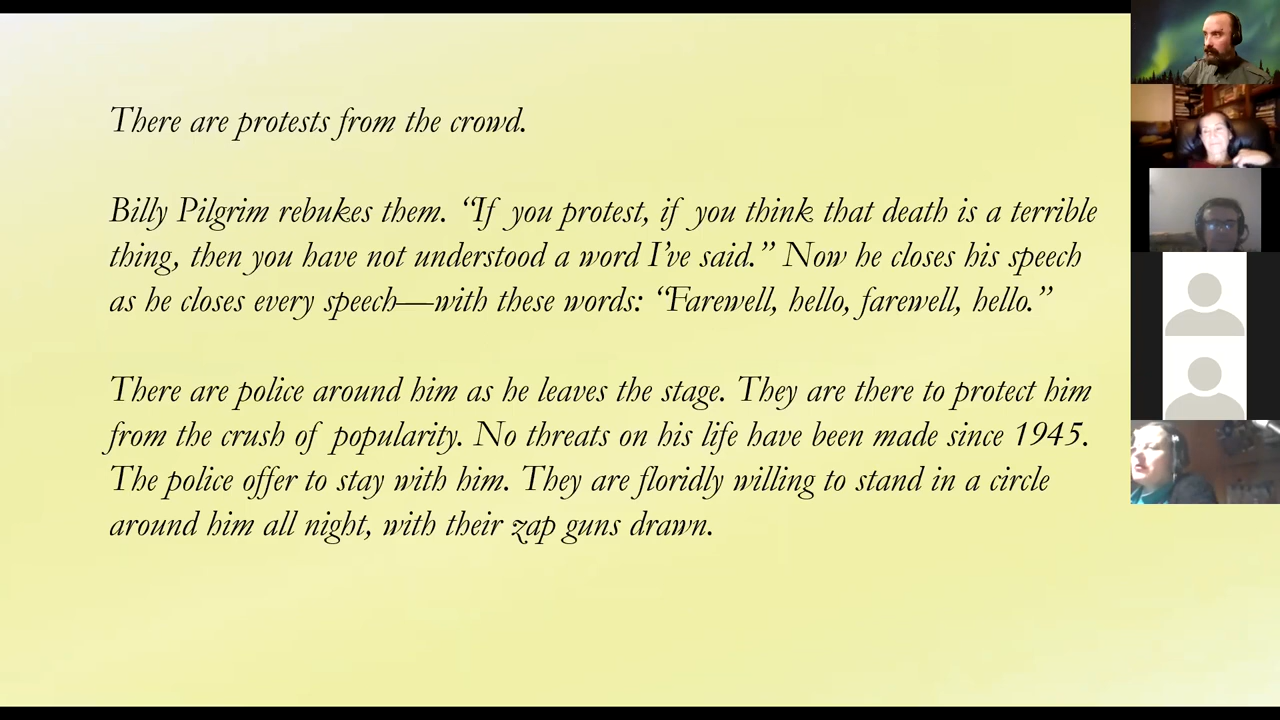 There are protests from the crowd.
Billy Pilgrim rebukes them. “If you protest, if you think that death is a terrible
thing, then you have not understood a word I’ve said.” Now he closes his speech
as he closes every speech—with these words: “Farewell, hello, farewell, hello.”
There are police around him as he leaves the stage. They are there to protect him
from the crush of popularity. No threats on his life have been made since 1945.
The police offer to stay with him. They are floridly willing to stand in a circle
around him all night, with their zap guns drawn.